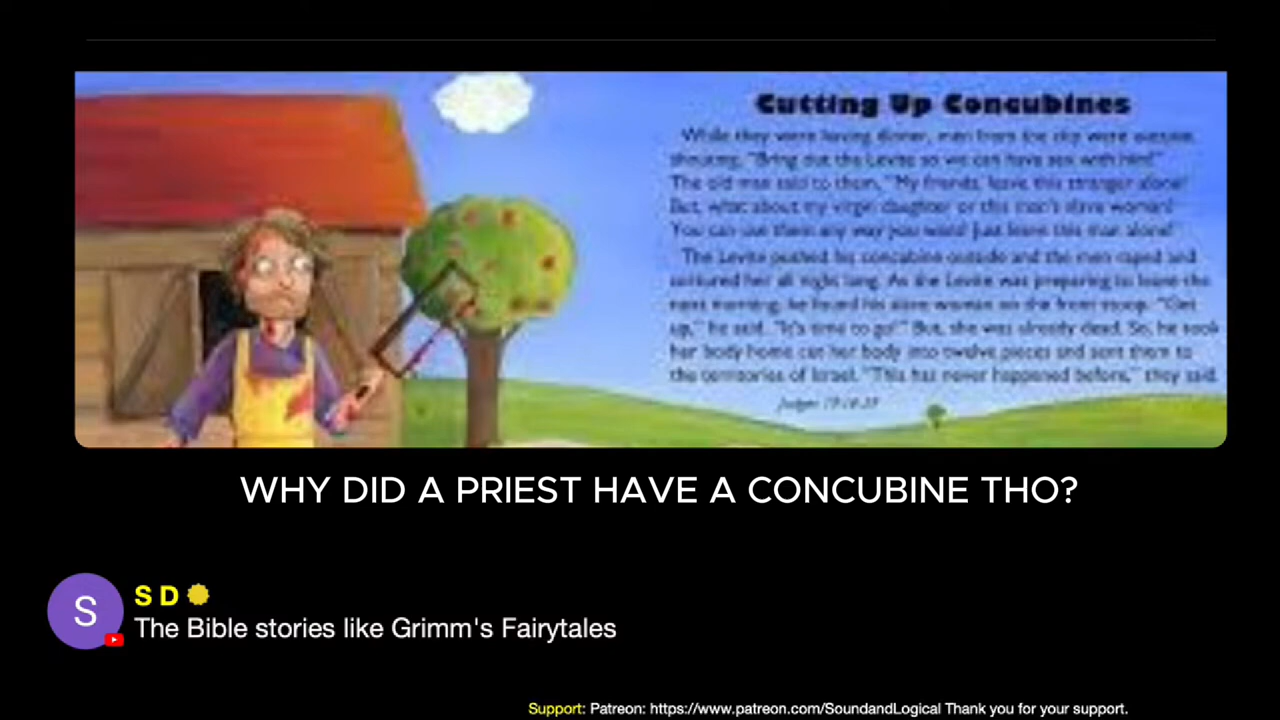 Cutting Up Concubines
While they were having dinner, men from the city were outside
shouting, "Bring out the Levite so we can have sex with him!"
The old man said to them, "My friends, leave this stranger alone!
But, what about my virgin daughter or this man's slave woman?
You can use them any way you want! Just leave this man alone!
The Levite pushed his concubine outside and the men raped and
tortured her all night long. As the Levite was preparing to leave the
next morning, he found his slave woman on the front stoop. "Get
up," he said. "It's time to go!" But, she was already dead. So, he took
her body home cut her body into twelve pieces and sent them to
the territories of Israel. "This has never happened before," they said.
Judges
WHY DID A PRIEST HAVE A CONCUBINE THO?
S
S D
The Bible stories like Grimm's Fairytales
Support: Patreon: https://www.patreon.com/SoundandLogical Thank you for your support.